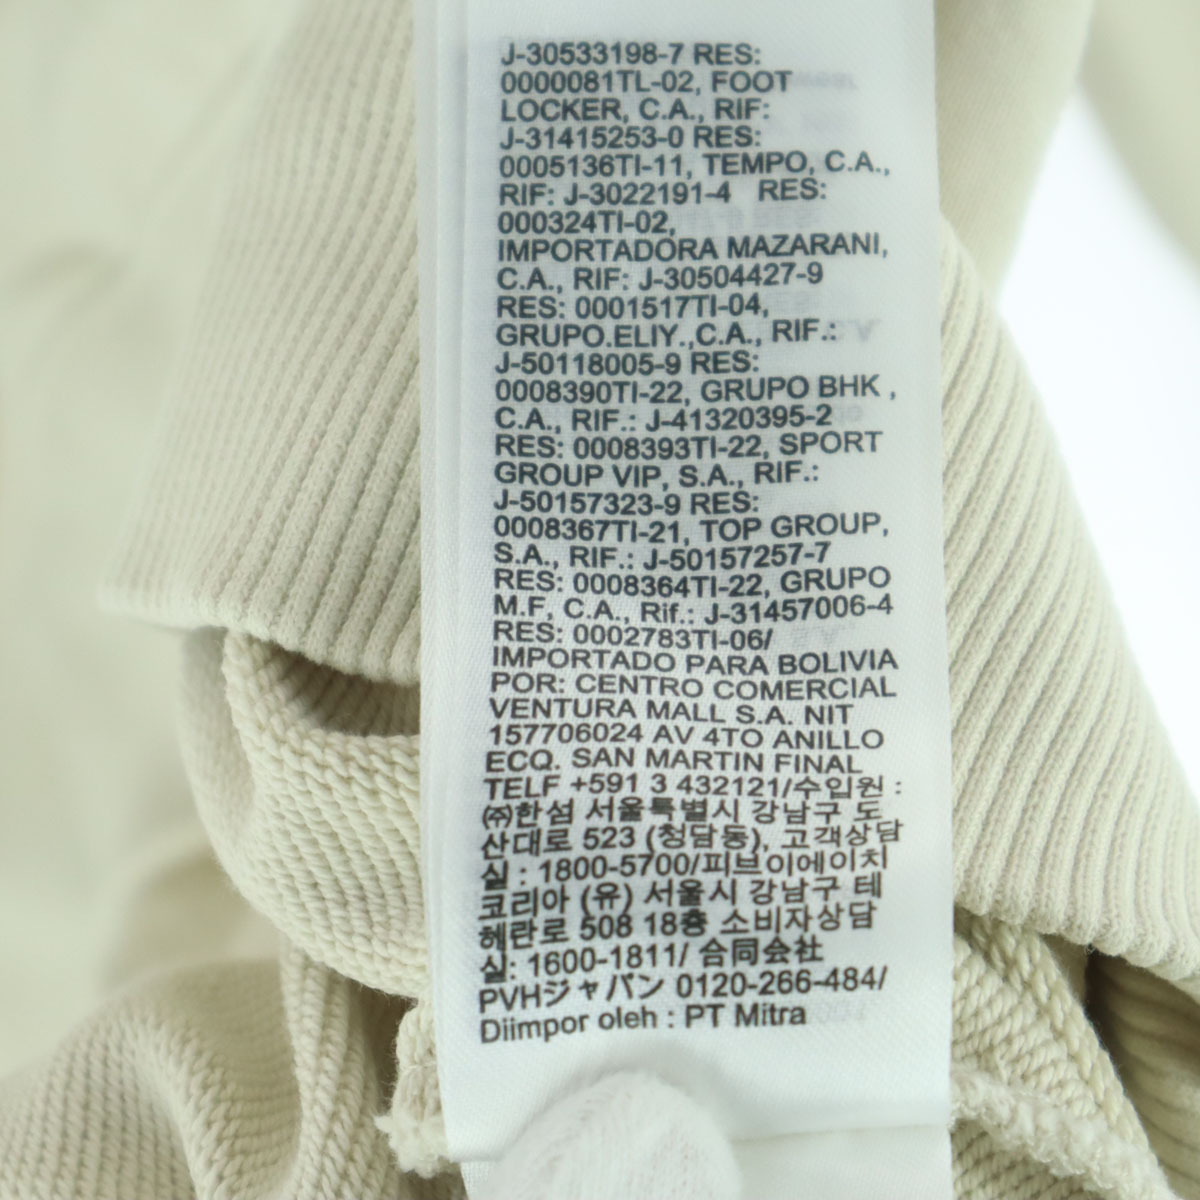 J-30533198-7 RES:
0000081TL-02, FOOT
LOCKER, C.A., RIF:
J-31415253-0 RES:
0005136TI-11, TEMPO, C.A.,
RIF: J-3022191-4 RES:
000324TI-02,
IMPORTADORA MAZARANI,
C.A., RIF: J-30504427-9
RES: 0001517TI-04,
GRUPO.ELIY.,C.A., RIF.:
J-50118005-9 RES:
0008390TI-22, GRUPO BHK ,
C.A., RIF.: J-41320395-2
RES: 0008393TI-22, SPORT
GROUP VIP, S.A., RIF.:
J-50157323-9 RES:
0008367TI-21, TOP GROUP,
S.A., RIF.: J-50157257-7
RES: 0008364TI-22, GRUPO
M.F, C.A., Rif.: J-31457006-4
RES: 0002783TI-06/
IMPORTADO PARA BOLIVIA
POR: CENTRO COMERCIAL
VENTURA MALL S.A. NIT
157706024 AV 4TO ANILLO
ECQ. SAN MARTIN FINAL
TELF +591 3 432121/수입원 :
㈜한섬 서울특별시 강남구 도
산대로 523 (청담동), 고객상담
실 : 1800-5700/피브이에이치
코리아 (유) 서울시 강남구 테
헤란로 508 18층 소비자상담
실: 1600-1811/ 合同会社
PVHジャパン 0120-266-484/
Diimpor oleh : PT Mitra